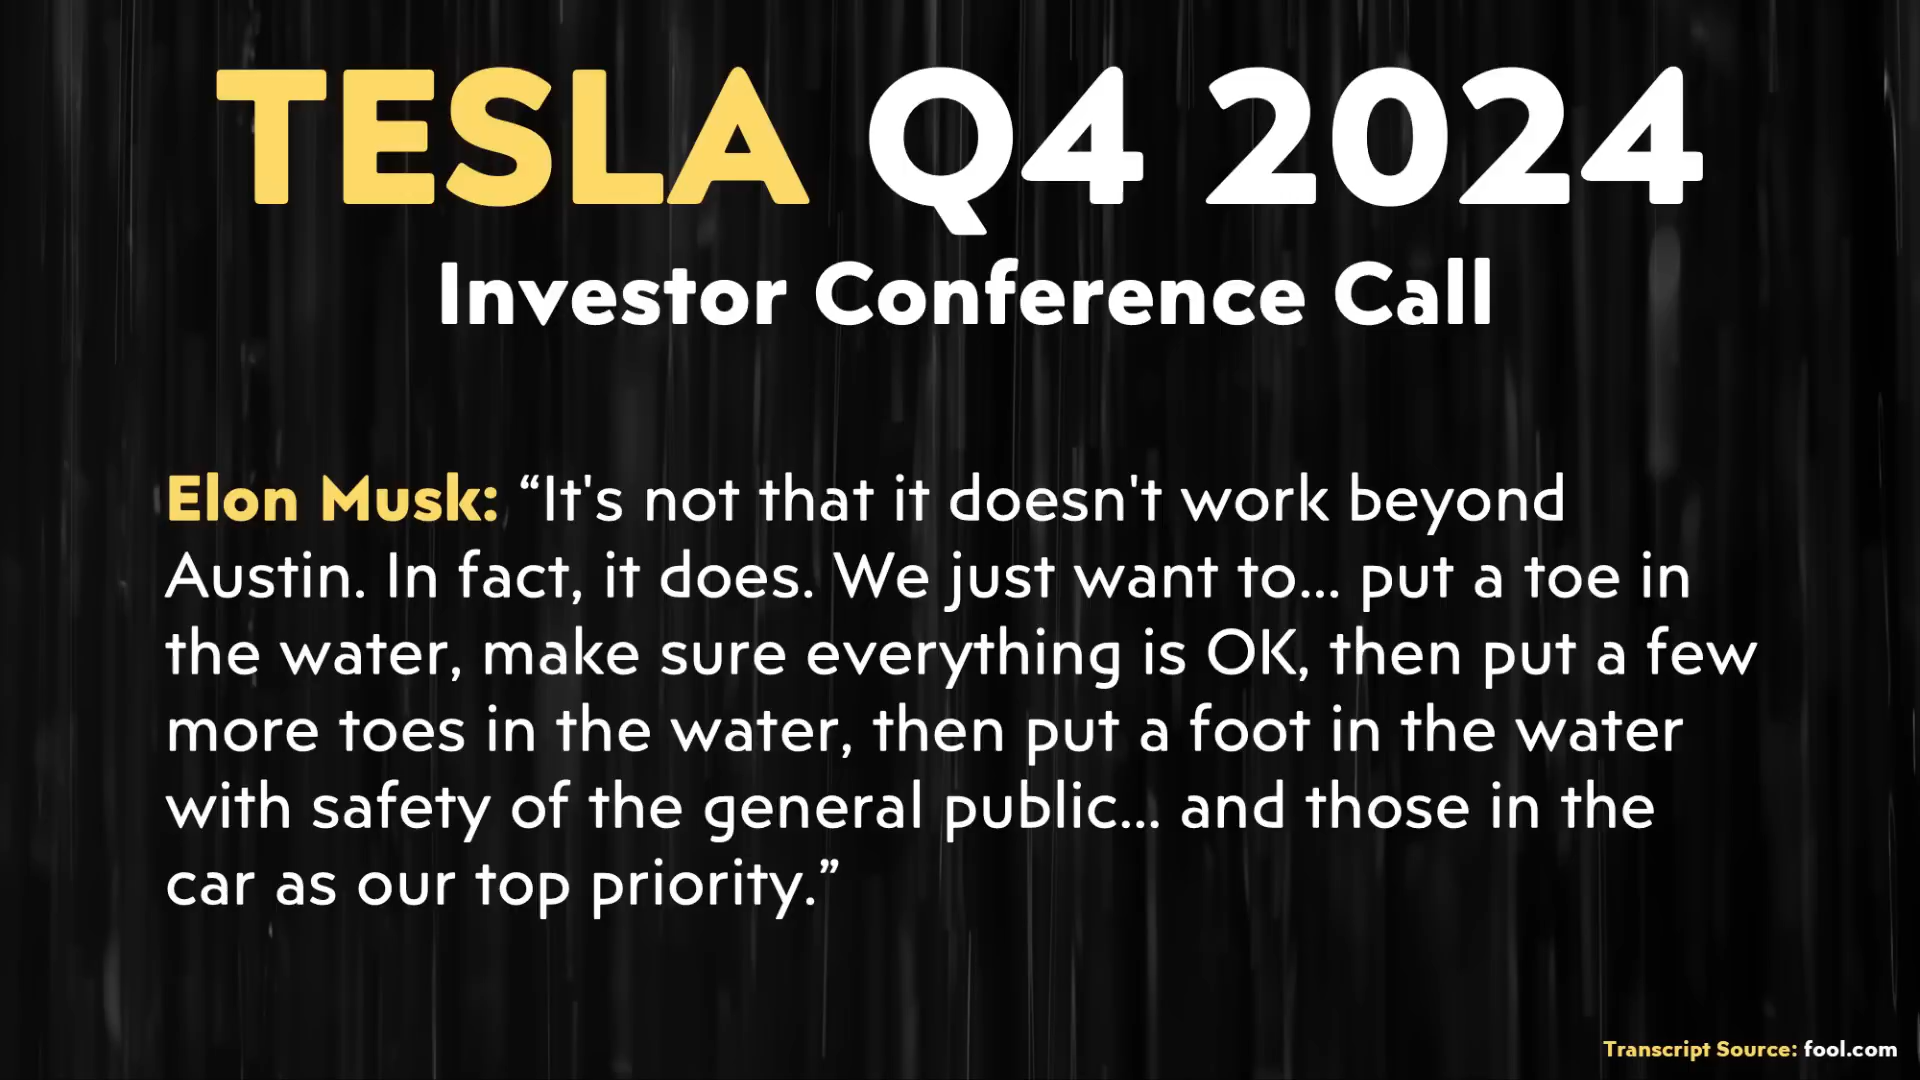 TESLA Q4 2024
Investor Conference Call
Elon Musk: “It's not that it doesn't work beyond
Austin. In fact, it does. We just want to... put a toe in
the water, make sure everything is OK, then put a few
more toes in the water, then put a foot in the water
with safety of the general public... and those in the
car as our top priority.”
Transcript Source: fool.com